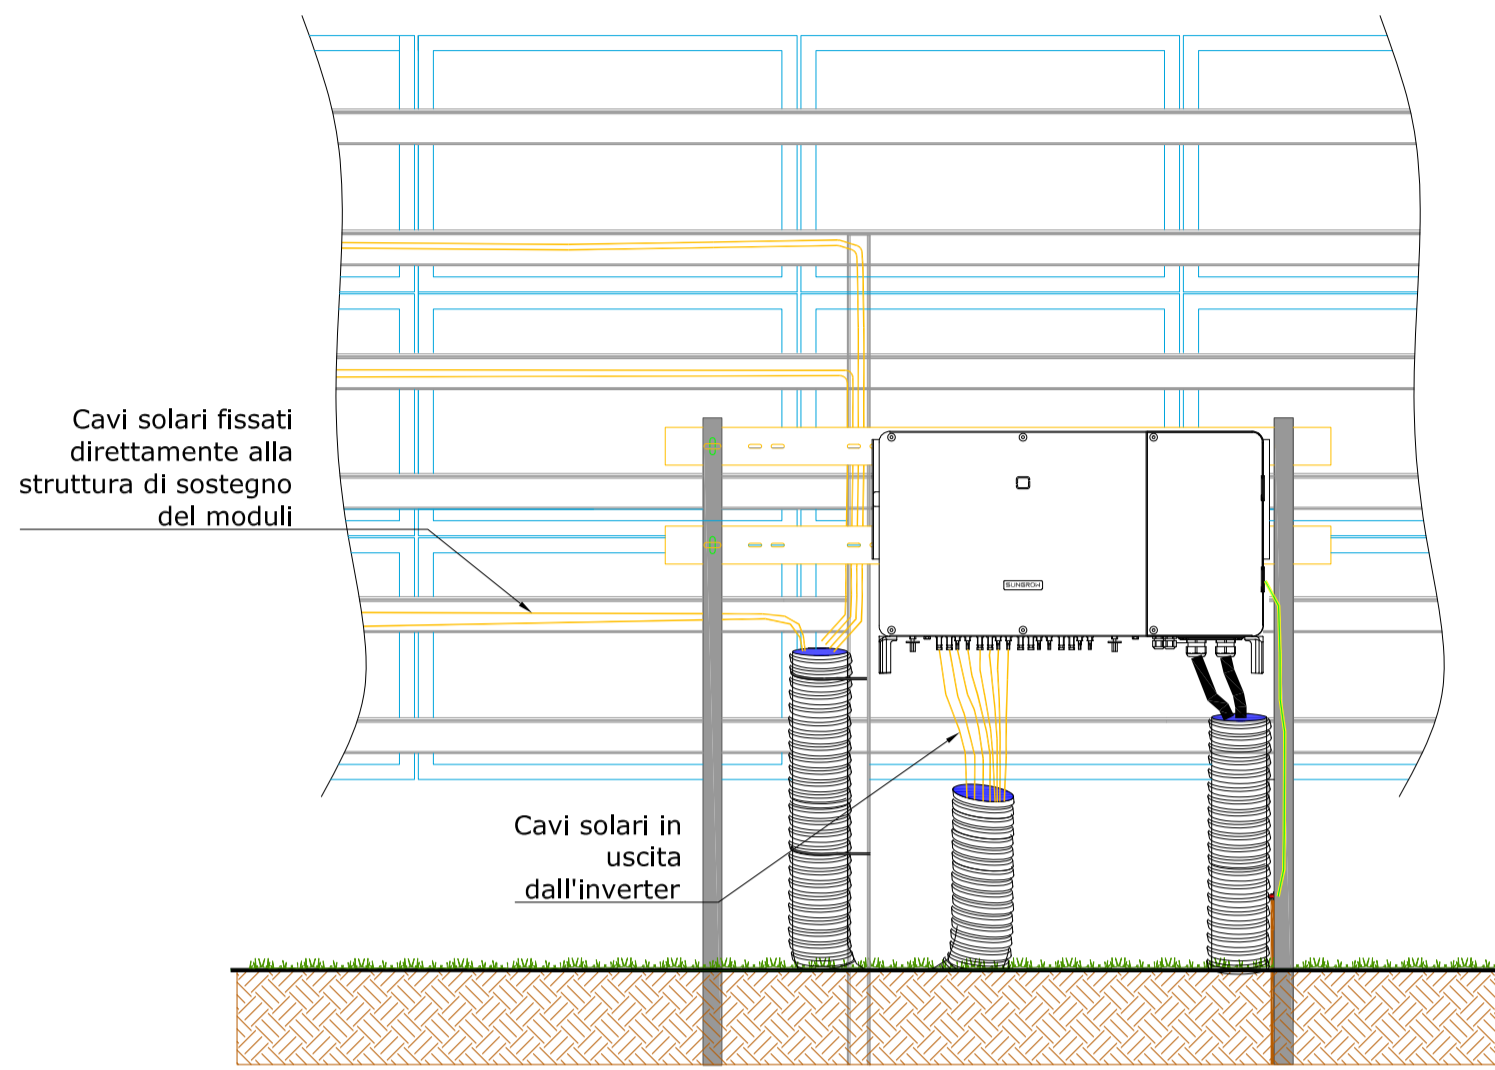 Cavi solari fissati
direttamente alla
struttura di sostegno
del moduli
SUNGROW
Cavi solari in
uscita
dall'inverter